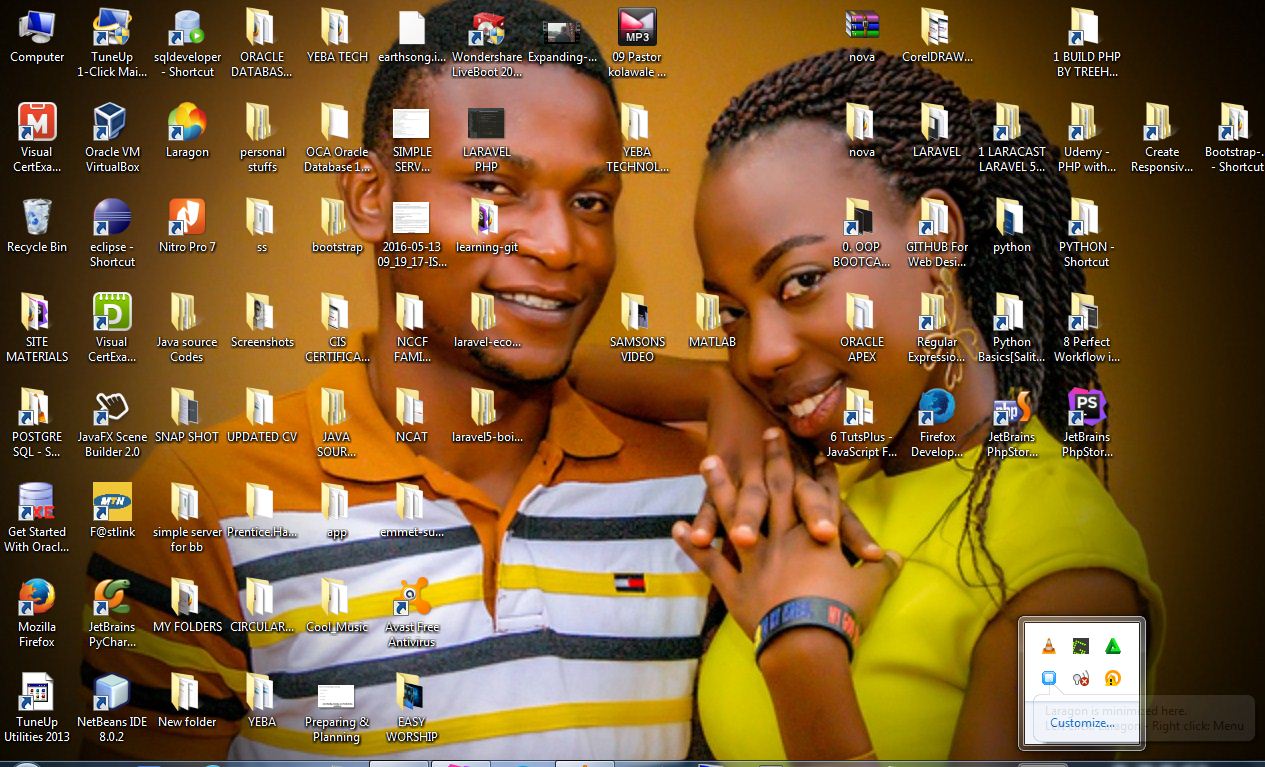 Computer
TuneUp
1-Click Mai...
sqldeveloper
- Shortcut
ORACLE
DATABAS...
YEBA TECH
earthsong.i...
Wondershare
LiveBoot 20...
Expanding-...
MP3
09 Pastor
kolawale ...
nova
CorelDRAW...
1 BUILD PHP
BY TREEH...
Visual
CertExa...
Oracle VM
VirtualBox
Laragon
personal
stuffs
OCA Oracle
Database 1...
SIMPLE
SERV...
LARAVEL
PHP
YEBA
TECHNOL...
nova
LARAVEL
1 LARACAST
LARAVEL 5...
Udemy -
PHP with...
Create
Responsiv...
Bootstrap-...
- Shortcut
Recycle Bin
eclipse -
Shortcut
Nitro Pro 7
ss
bootstrap
2016-05-13
09_19_17-IS...
learning-git
0. OOP
BOOTCA...
GITHUB For
Web Desi...
python
PYTHON -
Shortcut
SITE
MATERIALS
Visual
CertExa...
Java source
Codes
Screenshots
CIS
CERTIFICA...
NCCF
FAMI...
laravel-eco...
SAMSONS
VIDEO
MATLAB
ORACLE
APEX
Regular
Expressio...
Python
Basics[Salit...
8 Perfect
Workflow i...
POSTGRE
SQL - S...
JavaFX Scene
Builder 2.0
SNAP SHOT
UPDATED CV
JAVA
SOUR...
NCAT
laravel5-boi...
6 TutsPlus -
JavaScript F...
Firefox
Develop...
php
JetBrains
PhpStor...
PS
JetBrains
PhpStor...
Get Started
With Oracl...
MTN
F@stlink
simple server
for bb
Prentice.Ha...
app
emmet-su...
Mozilla
Firefox
JetBrains
PyChar...
MY FOLDERS
CIRCULAR...
Cool_Music
Avast Free
Antivirus
TuneUp
Utilities 2013
NetBeans IDE
8.0.2
New folder
YEBA
Preparing &
Planning
EASY
WORSHIP
Laragon is minimized here.
Left click: Laragon - Right click: Menu
Customize...